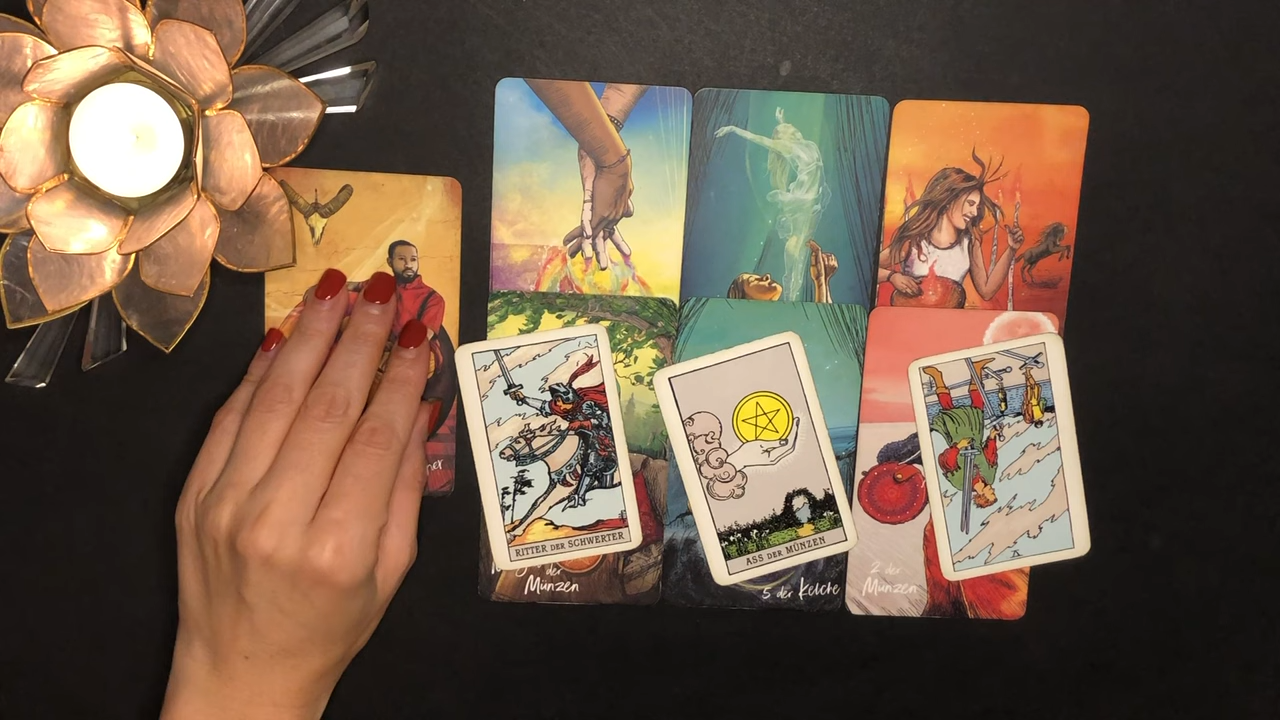 RITTER DER SCHWERTER
der
Münzen
ASS DER MÜNZEN
5 der Kelche
2 der
Münzen
V